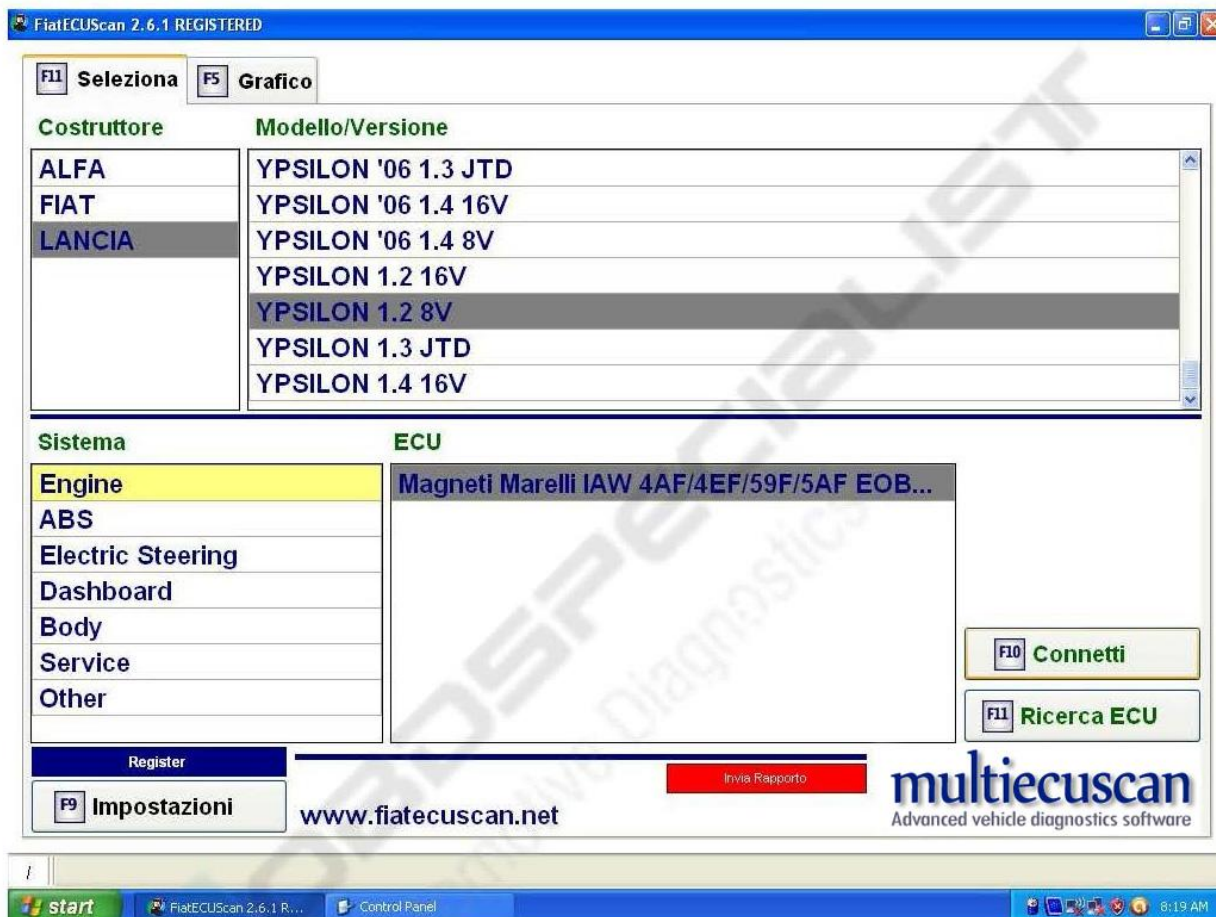 FiatECUScan 2.6.1 REGISTERED
F11 Seleziona F5 Grafico
Costruttore Modello/Versione
ALFA
FIAT
LANCIA
YPSILON '06 1.3 JTD
YPSILON '06 1.4 16V
YPSILON '06 1.4 8V
YPSILON 1.2 16V
YPSILON 1.2 8V
YPSILON 1.3 JTD
YPSILON 1.4 16V
Sistema ECU
Engine
ABS
Electric Steering
Dashboard
Body
Service
Other
Magneti Marelli IAW 4AF/4EF/59F/5AF EOB...
F10 Connetti
F11 Ricerca ECU
Register
F9 Impostazioni
www.fiatecuscan.net
Invia Rapporto
multiecuscan
Advanced vehicle diagnostics software
/
start FiatECUScan 2.6.1 R... Control Panel 8:19 AM
OBDSPECIALIST
Diagnostics